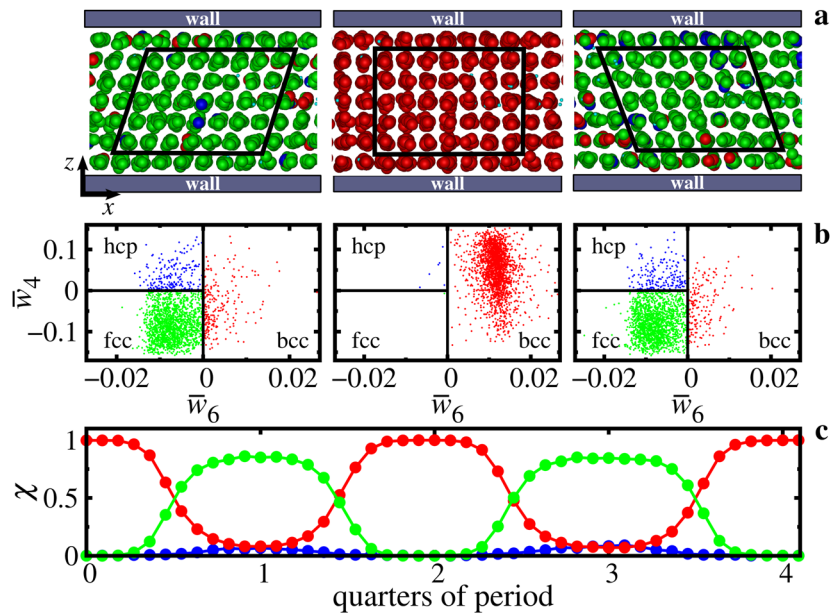 wall wall wall a
z
x
wall wall wall
b
0.1 hcp hcp
w̄4 0
-0.1 fcc bcc fcc bcc fcc bcc
−0.02 0 0.02 −0.02 0 0.02 −0.02 0 0.02
w̄6 w̄6 w̄6
c
1
χ 0.5
0
0 1 2 3 4
quarters of period